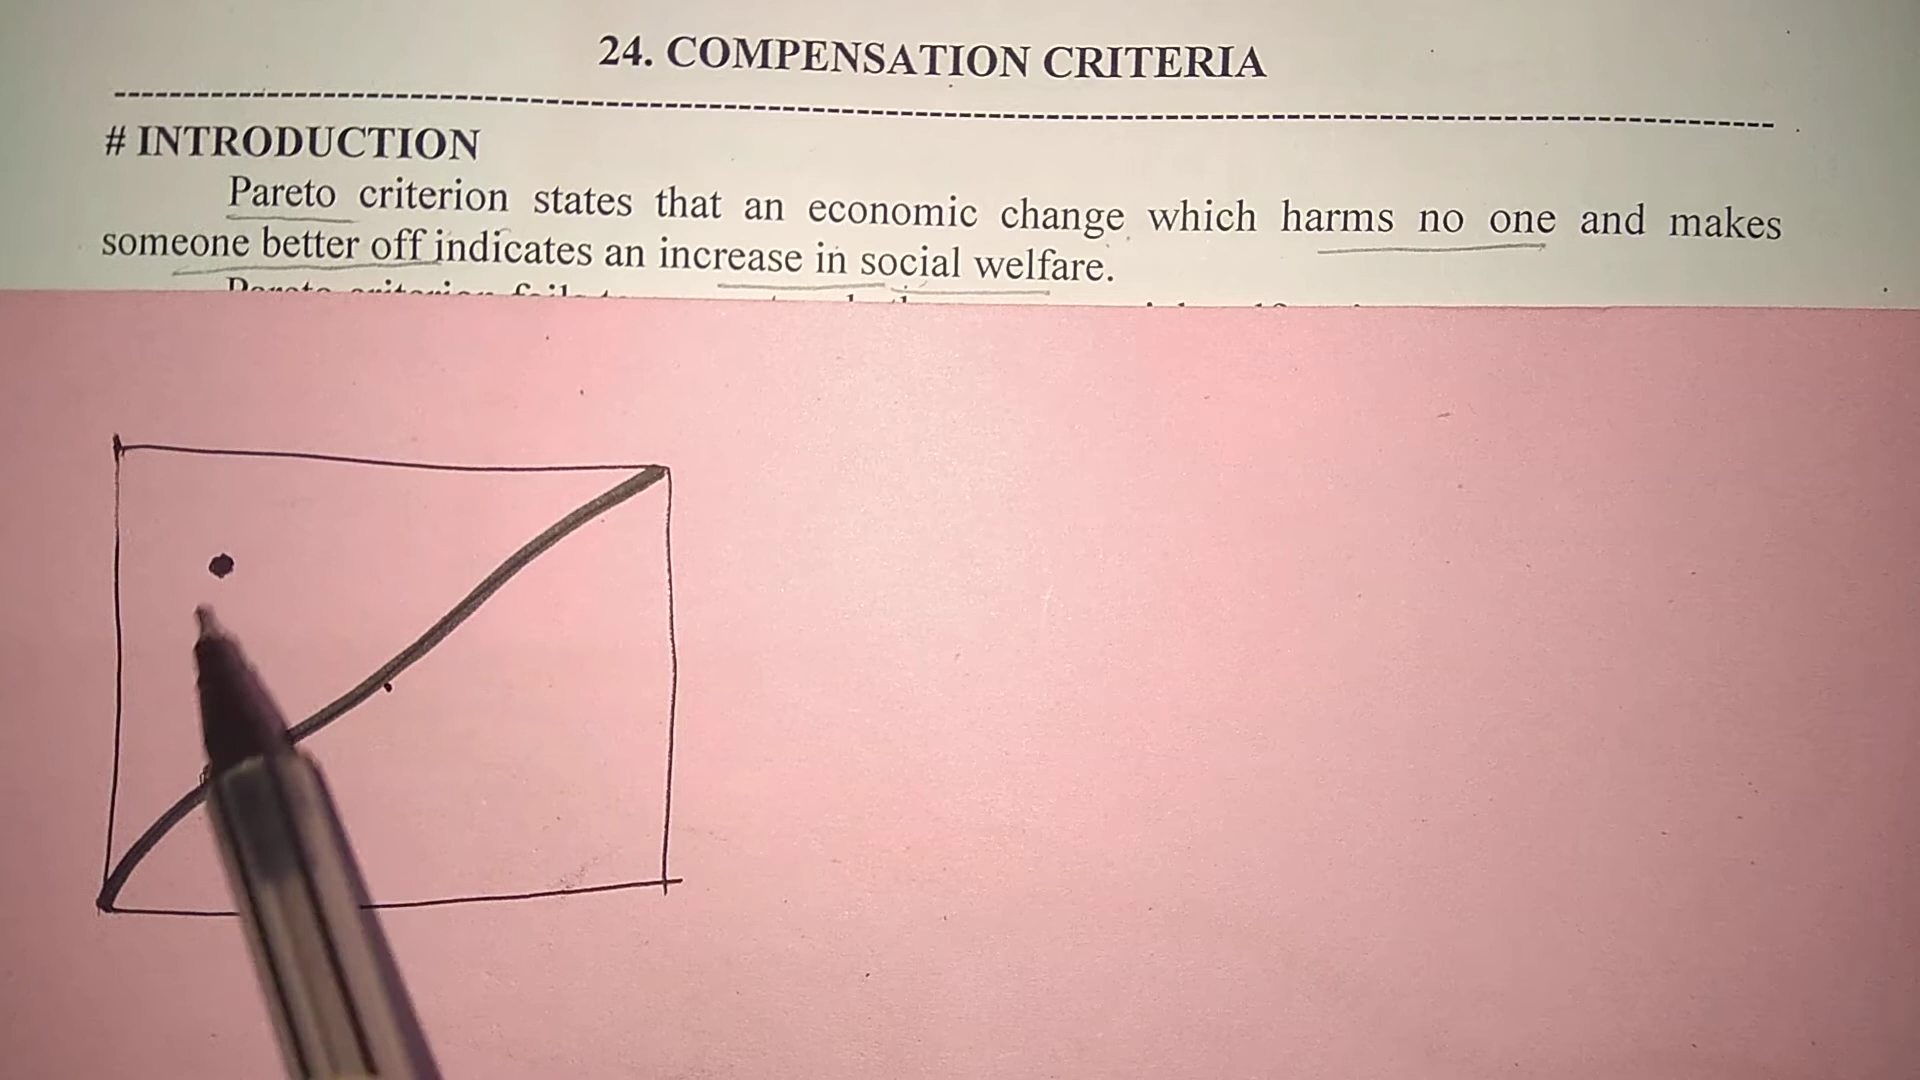 24. COMPENSATION CRITERIA
# INTRODUCTION
Pareto criterion states that an economic change which harms no one and makes
someone better off indicates an increase in social welfare.